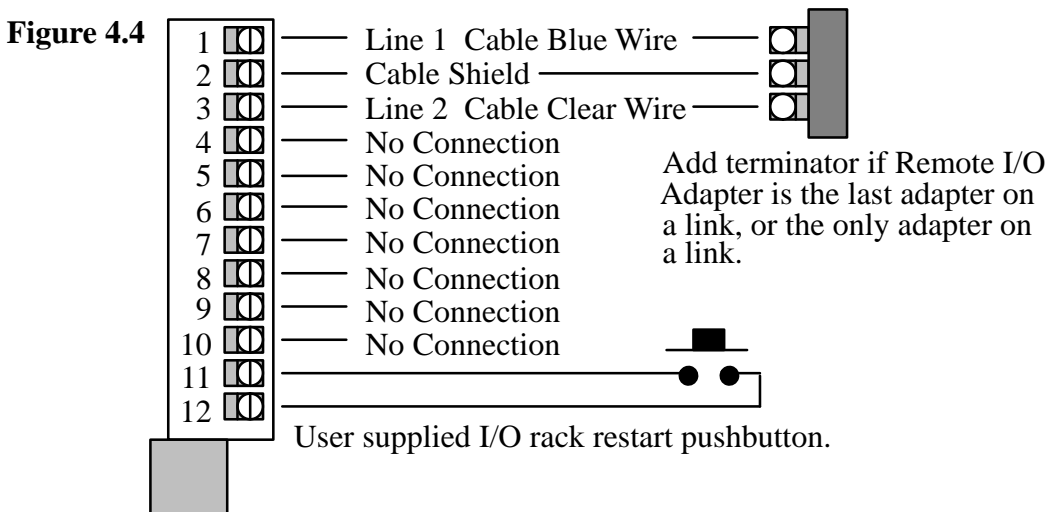 Figure 4.4
1 Line 1 Cable Blue Wire
2 Cable Shield
3 Line 2 Cable Clear Wire
4 No Connection
5 No Connection
6 No Connection
7 No Connection
8 No Connection
9 No Connection
10 No Connection
11
12
Add terminator if Remote I/O
Adapter is the last adapter on
a link, or the only adapter on
a link.
User supplied I/O rack restart pushbutton.